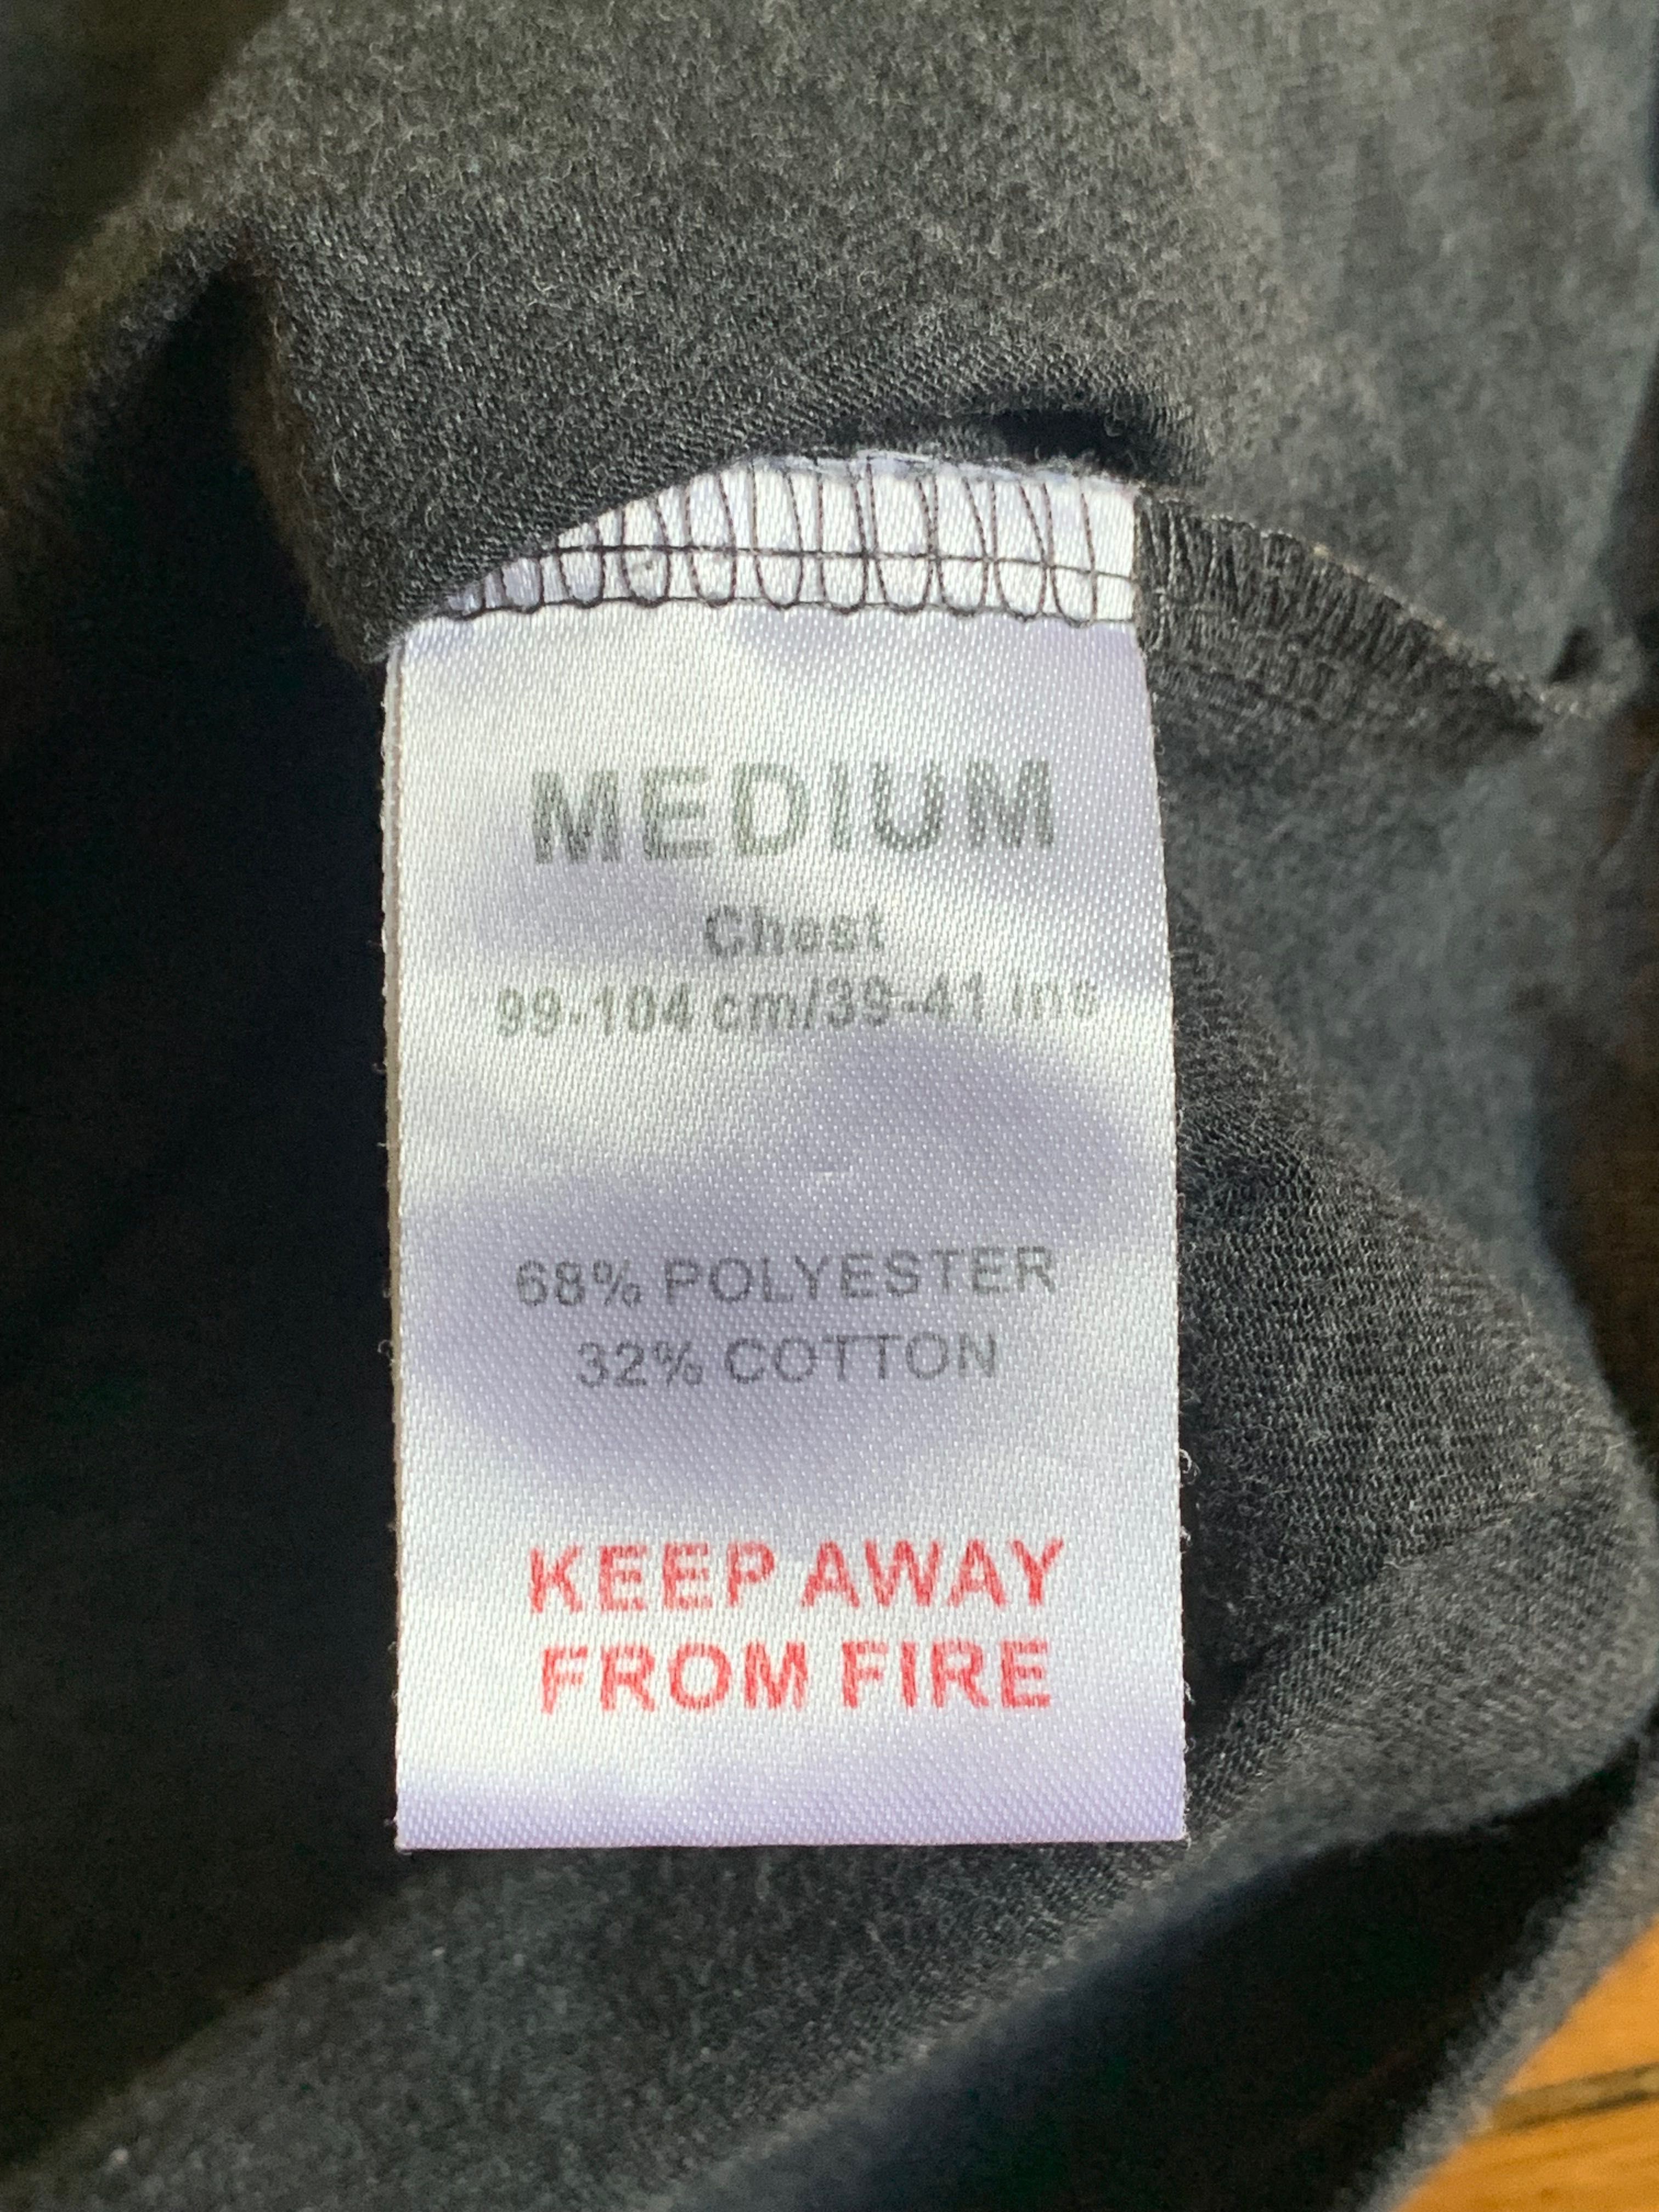 MEDIUM
Chest
99-104 cm/39-41 ins
68% POLYESTER
32% COTTON
KEEP AWAY
FROM FIRE